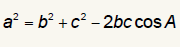 a² = b² + c² – 2bc cos A